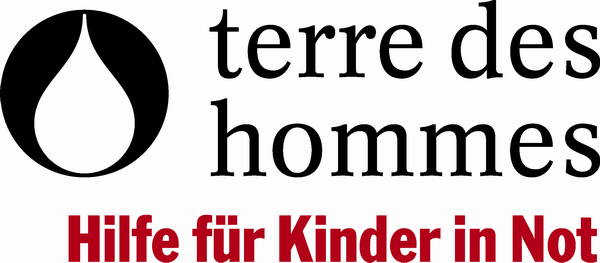 terre des
hommes
Hilfe für Kinder in Not